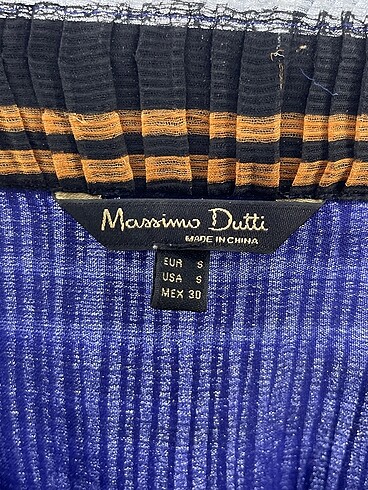 Massimo Dutti
MADE IN CHINA
EUR S
USA S
MEX 30